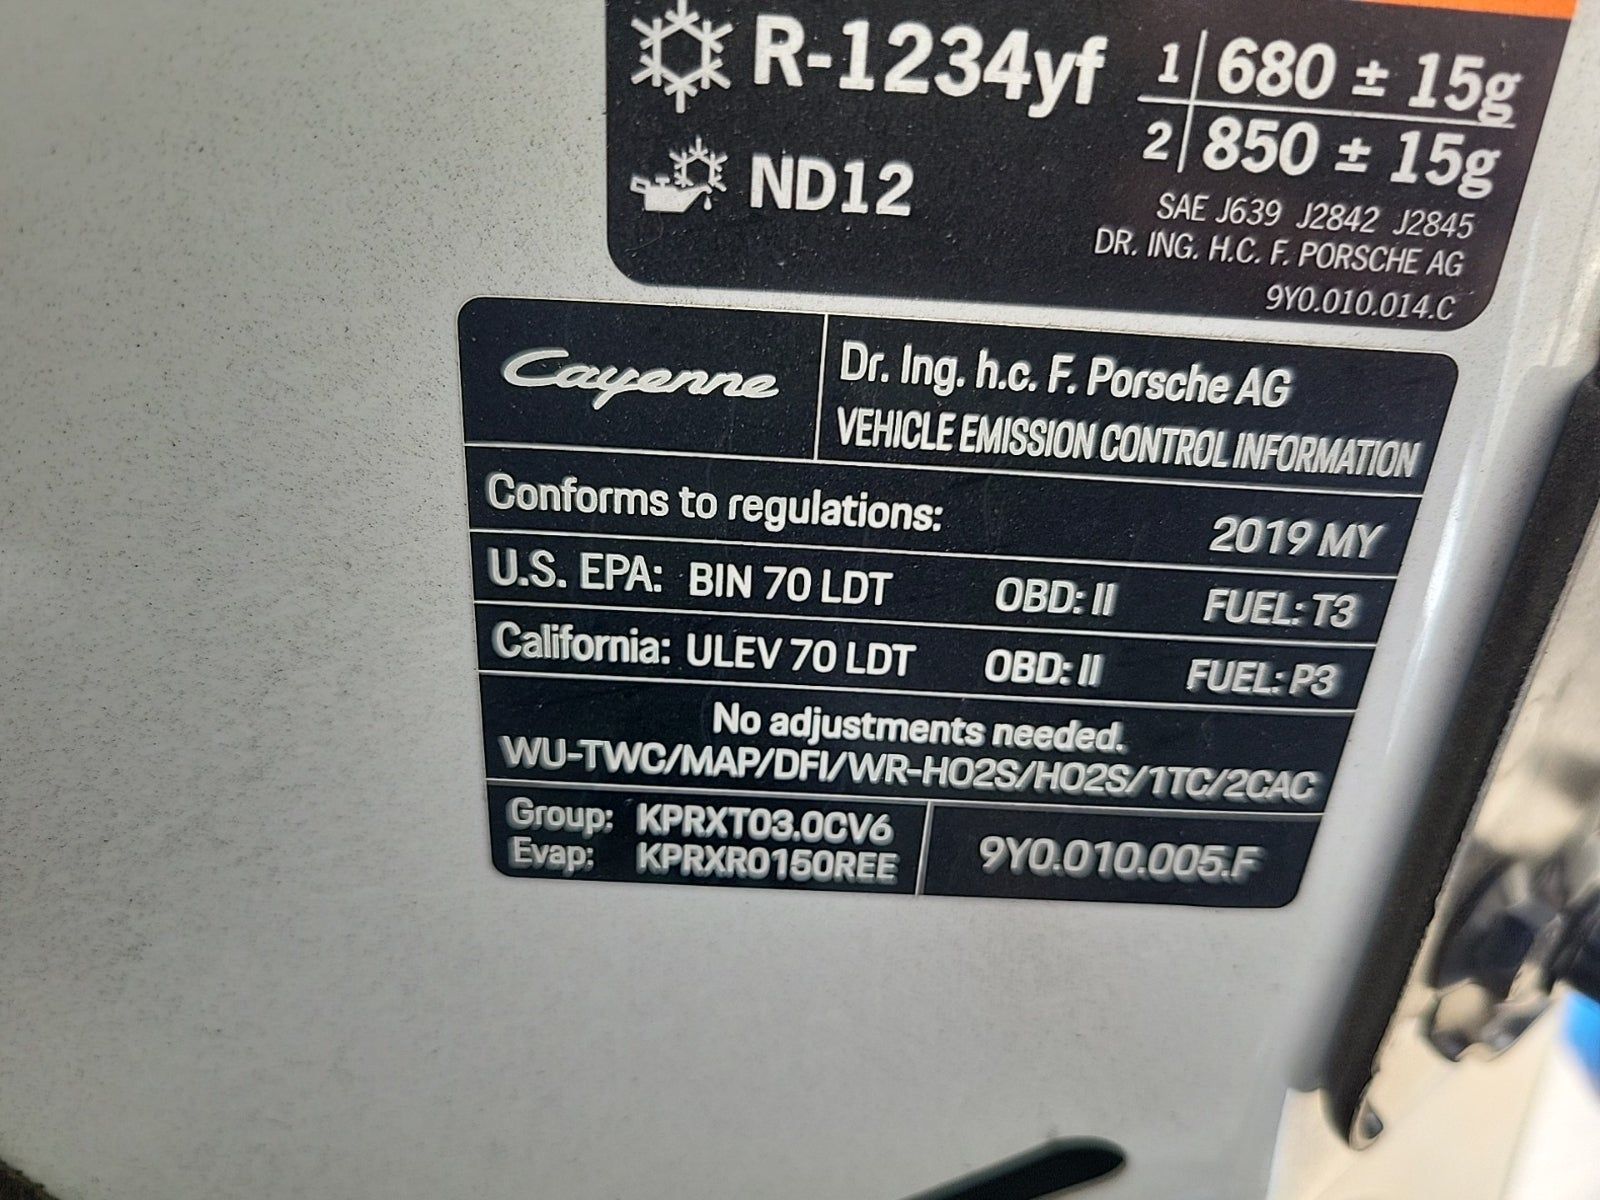 R-1234yf
1 680 ± 15g
2 850 ± 15g
ND12
SAE J639 J2842 J2845
DR. ING. H.C. F. PORSCHE AG
9Y0.010.014.C
Cayenne
Dr. Ing. h.c. F. Porsche AG
VEHICLE EMISSION CONTROL INFORMATION
Conforms to regulations: 2019 MY
U.S. EPA: BIN 70 LDT OBD: II FUEL: T3
California: ULEV 70 LDT OBD: II FUEL: P3
No adjustments needed.
WU-TWC/MAP/DFI/WR-HO2S/HO2S/1TC/2CAC
Group: KPRXT03.0CV6
Evap: KPRXR0150REE
9Y0.010.005.F